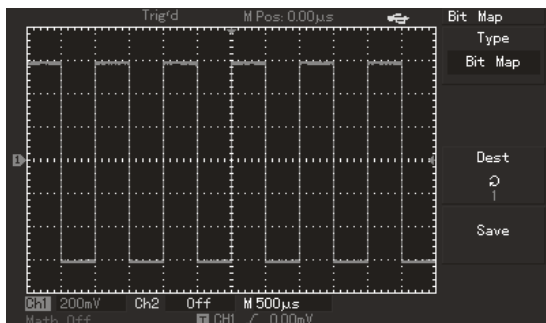 Trig'd M Pos: 0.00μs Bit Map
Type
Bit Map
1 Dest
1
Save
Ch1 200mV Ch2 Off M 500μs
Math Off T CH1 / 0.00mV